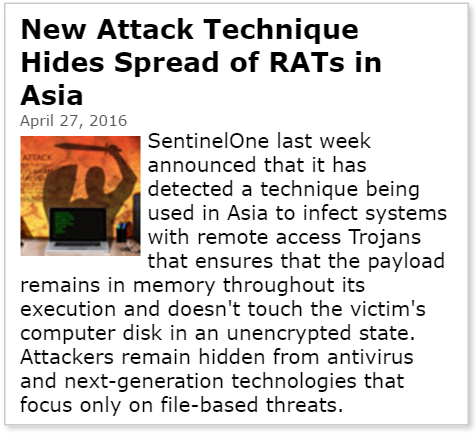 New Attack Technique
Hides Spread of RATs in
Asia
April 27, 2016
ATTACK
SentinelOne last week
announced that it has
detected a technique being
used in Asia to infect systems
with remote access Trojans
that ensures that the payload
remains in memory throughout its
execution and doesn't touch the victim's
computer disk in an unencrypted state.
Attackers remain hidden from antivirus
and next-generation technologies that
focus only on file-based threats.